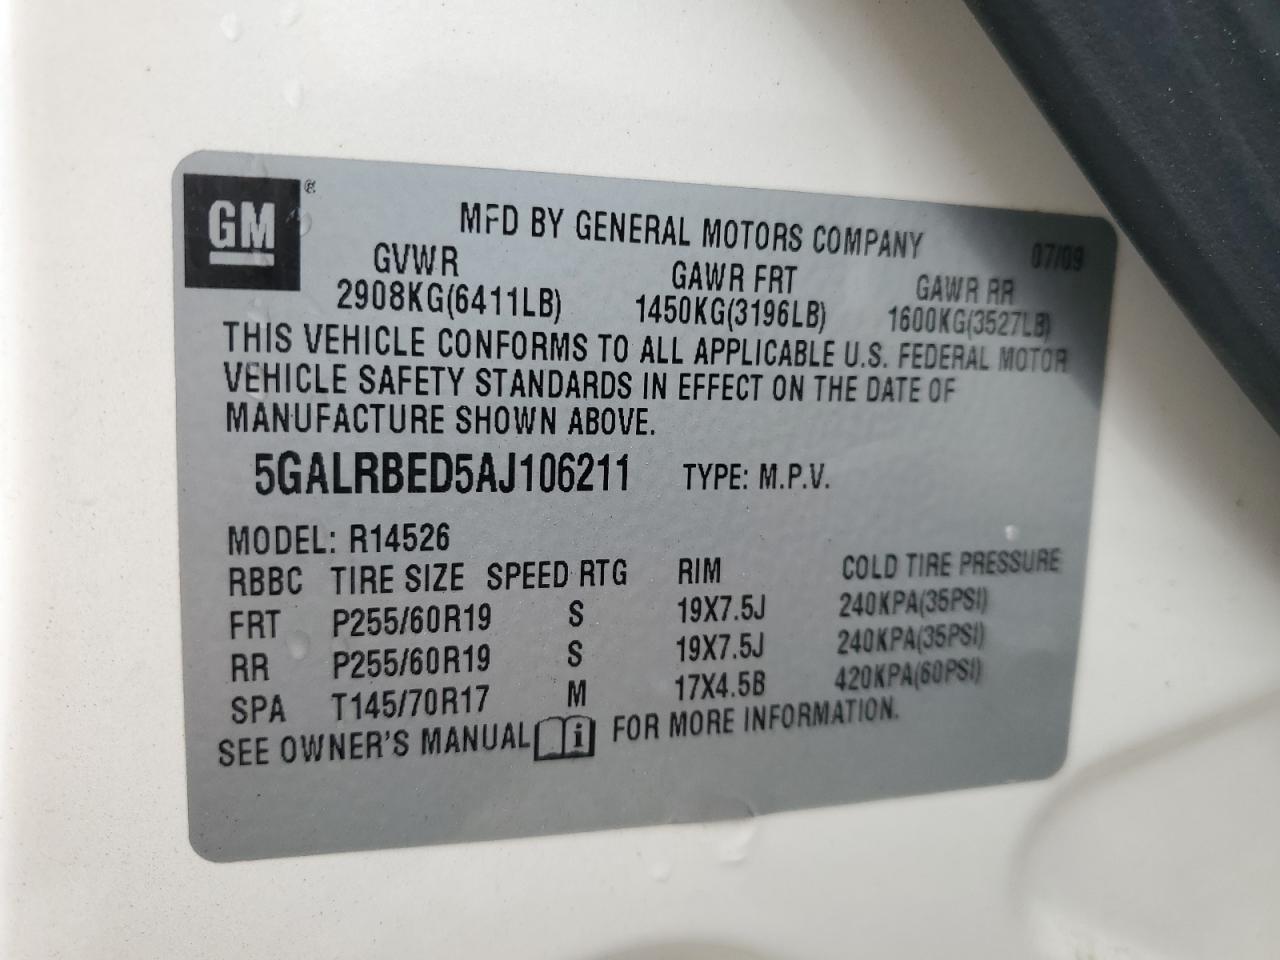 GM ®
MFD BY GENERAL MOTORS COMPANY 07/09
GVWR GAWR FRT GAWR RR
2908KG(6411LB) 1450KG(3196LB) 1600KG(3527LB)
THIS VEHICLE CONFORMS TO ALL APPLICABLE U.S. FEDERAL MOTOR
VEHICLE SAFETY STANDARDS IN EFFECT ON THE DATE OF
MANUFACTURE SHOWN ABOVE.
5GALRBED5AJ106211 TYPE: M.P.V.
MODEL: R14526
RBBC TIRE SIZE SPEED RTG RIM COLD TIRE PRESSURE
FRT P255/60R19 S 19X7.5J 240KPA(35PSI)
RR P255/60R19 S 19X7.5J 240KPA(35PSI)
SPA T145/70R17 M 17X4.5B 420KPA(60PSI)
SEE OWNER'S MANUAL i FOR MORE INFORMATION.